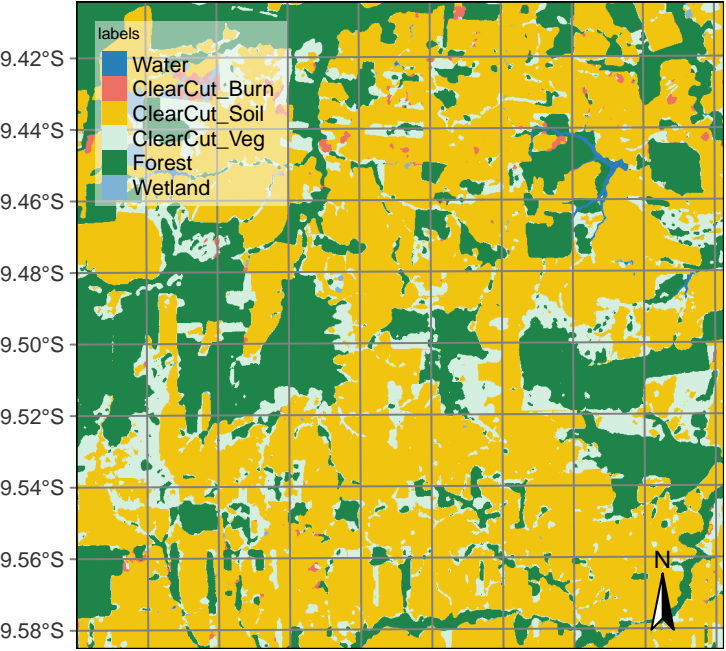 labels
Water
ClearCut_Burn
ClearCut_Soil
ClearCut_Veg
Forest
Wetland
9.42°S
9.44°S
9.46°S
9.48°S
9.50°S
9.52°S
9.54°S
9.56°S
9.58°S
N